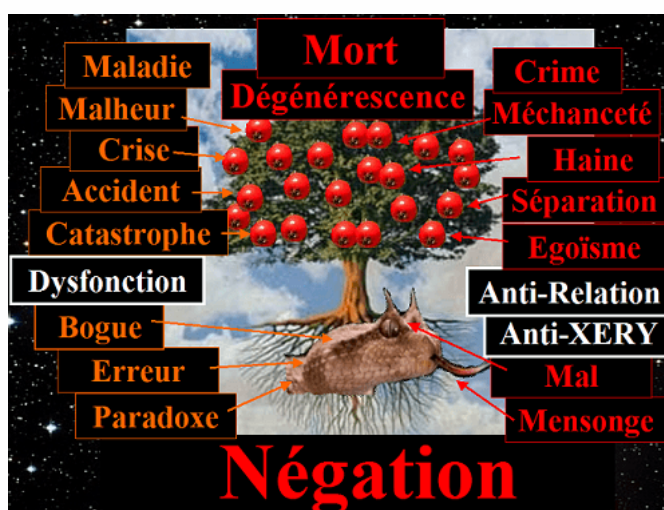 Mort
Dégénérescence
Maladie
Malheur
Crise
Accident
Catastrophe
Dysfonction
Bogue
Erreur
Paradoxe
Crime
Méchanceté
Haine
Séparation
Egoïsme
Anti-Relation
Anti-XERY
Mal
Mensonge
Négation